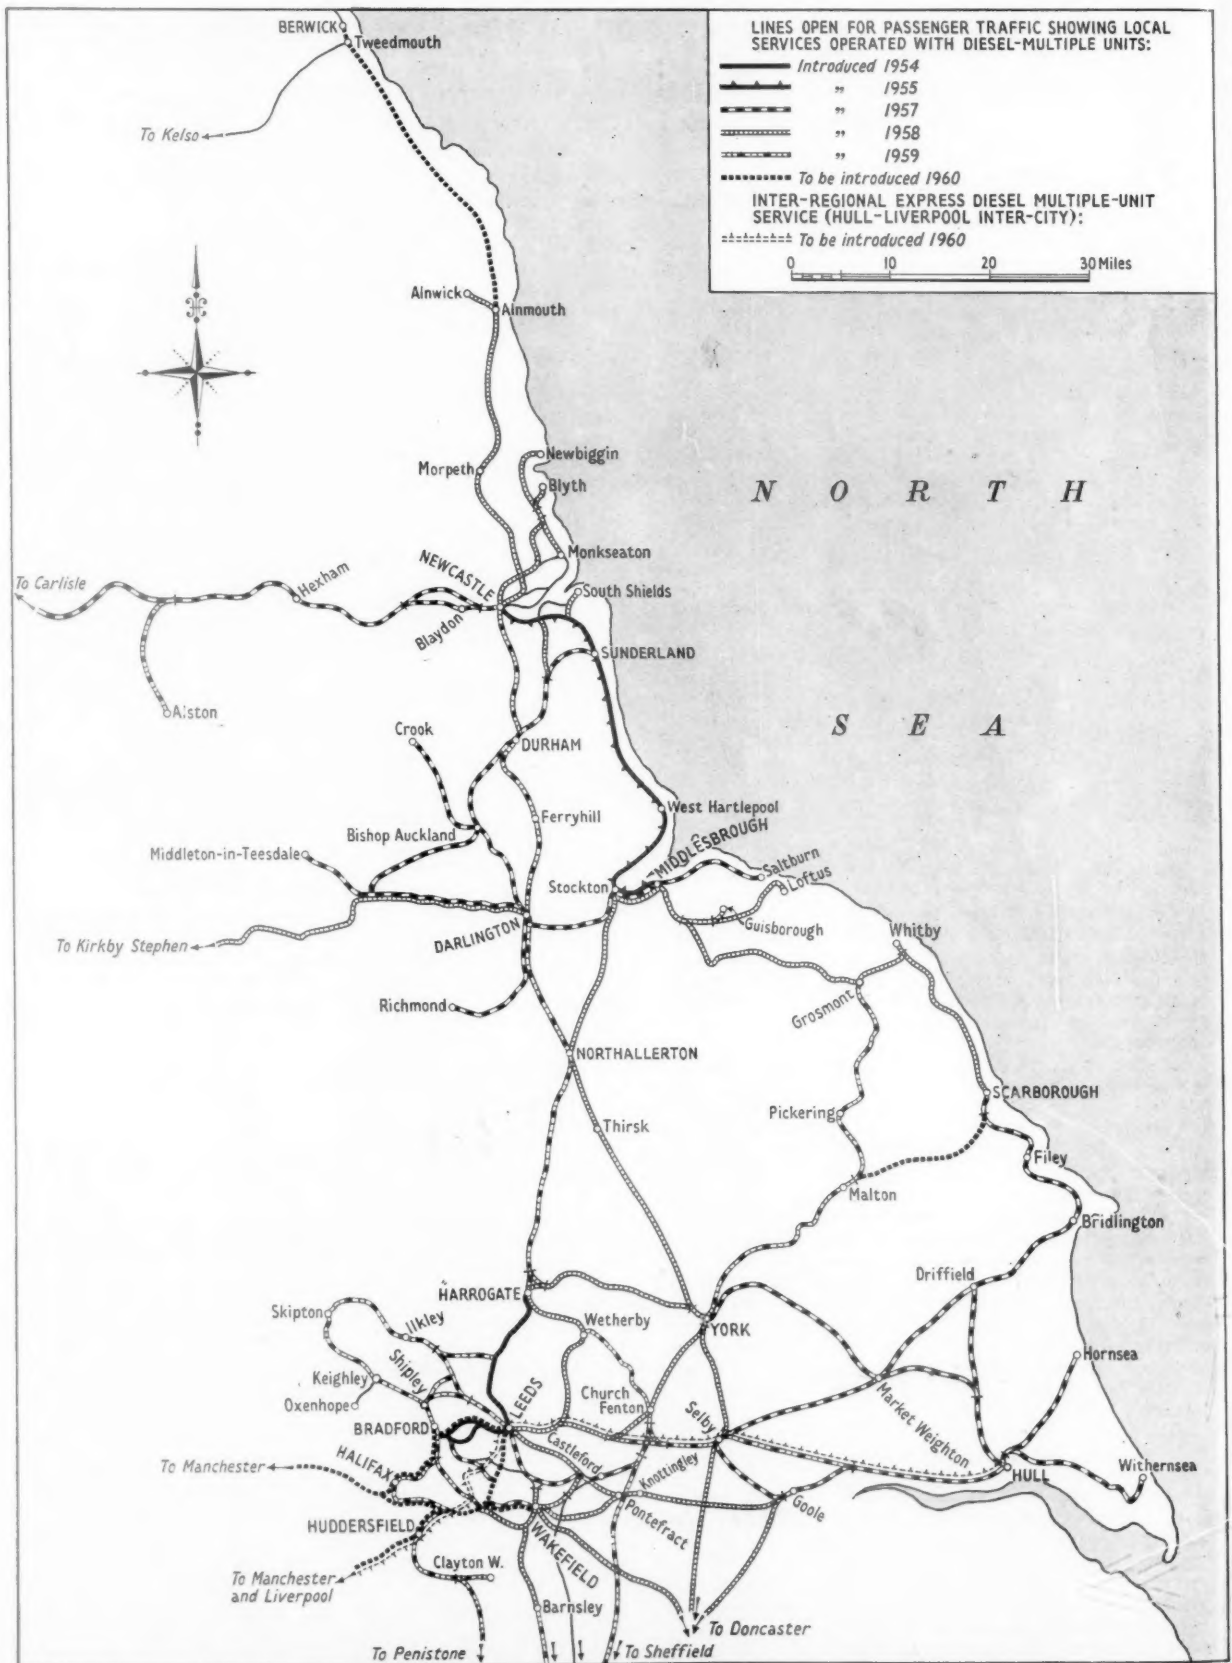 LINES OPEN FOR PASSENGER TRAFFIC SHOWING LOCAL
SERVICES OPERATED WITH DIESEL-MULTIPLE UNITS:
Introduced 1954
„ 1955
„ 1957
„ 1958
„ 1959
To be introduced 1960
INTER-REGIONAL EXPRESS DIESEL MULTIPLE-UNIT
SERVICE (HULL-LIVERPOOL INTER-CITY):
To be introduced 1960
0 10 20 30 Miles
BERWICK
Tweedmouth
To Kelso
Alnwick
Alnmouth
Newbiggin
Morpeth
Blyth
NORTH
Monkseaton
NEWCASTLE
To Carlisle
Hexham
South Shields
Blaydon
SUNDERLAND
Alston
SEA
Crook
DURHAM
West Hartlepool
Ferryhill
Bishop Auckland
MIDDLESBROUGH
Middleton-in-Teesdale
Saltburn
Stockton
Loftus
Guisborough
DARLINGTON
Whitby
To Kirkby Stephen
Richmond
Grosmont
NORTHALLERTON
SCARBOROUGH
Pickering
Thirsk
Filey
Malton
Bridlington
Driffield
HARROGATE
Skipton
Ilkley
Wetherby
YORK
Hornsea
Keighley
Shipley
Oxenhope
LEEDS
Church
Fenton
Selby
Market Weighton
BRADFORD
HALIFAX
Castleford
Knottingley
To Manchester
HULL
Withernsea
Goole
HUDDERSFIELD
Pontefract
WAKEFIELD
Clayton W.
To Manchester
and Liverpool
Barnsley
To Doncaster
To Penistone
To Sheffield